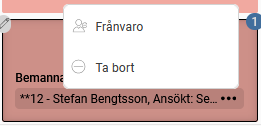 Frånvaro
1
Ta bort
Bemanna
**12 - Stefan Bengtsson, Ansökt: Se... •••